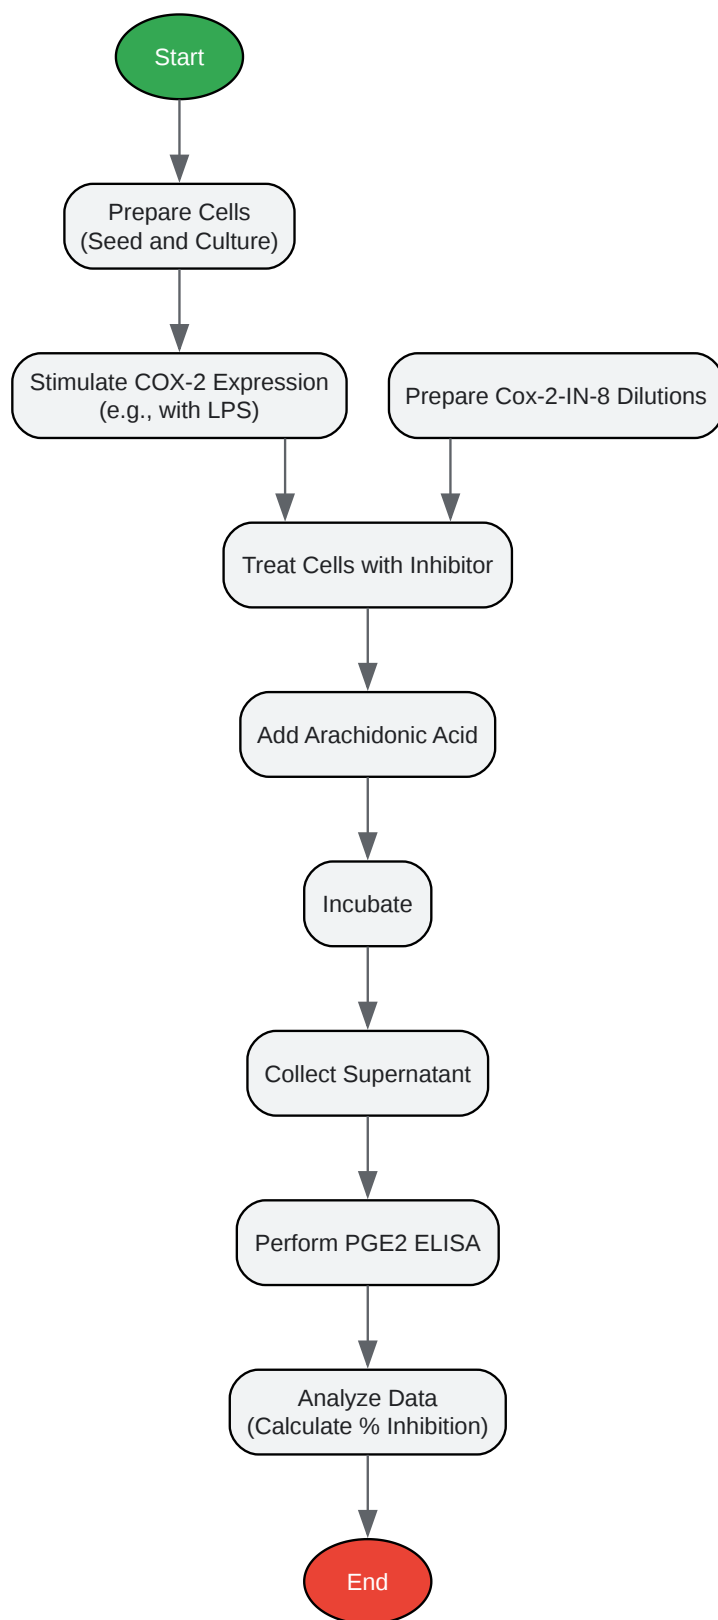 Start
Prepare Cells
(Seed and Culture)
Stimulate COX-2 Expression
(e.g., with LPS)
Prepare Cox-2-IN-8 Dilutions
Treat Cells with Inhibitor
Add Arachidonic Acid
Incubate
Collect Supernatant
Perform PGE2 ELISA
Analyze Data
(Calculate % Inhibition)
End